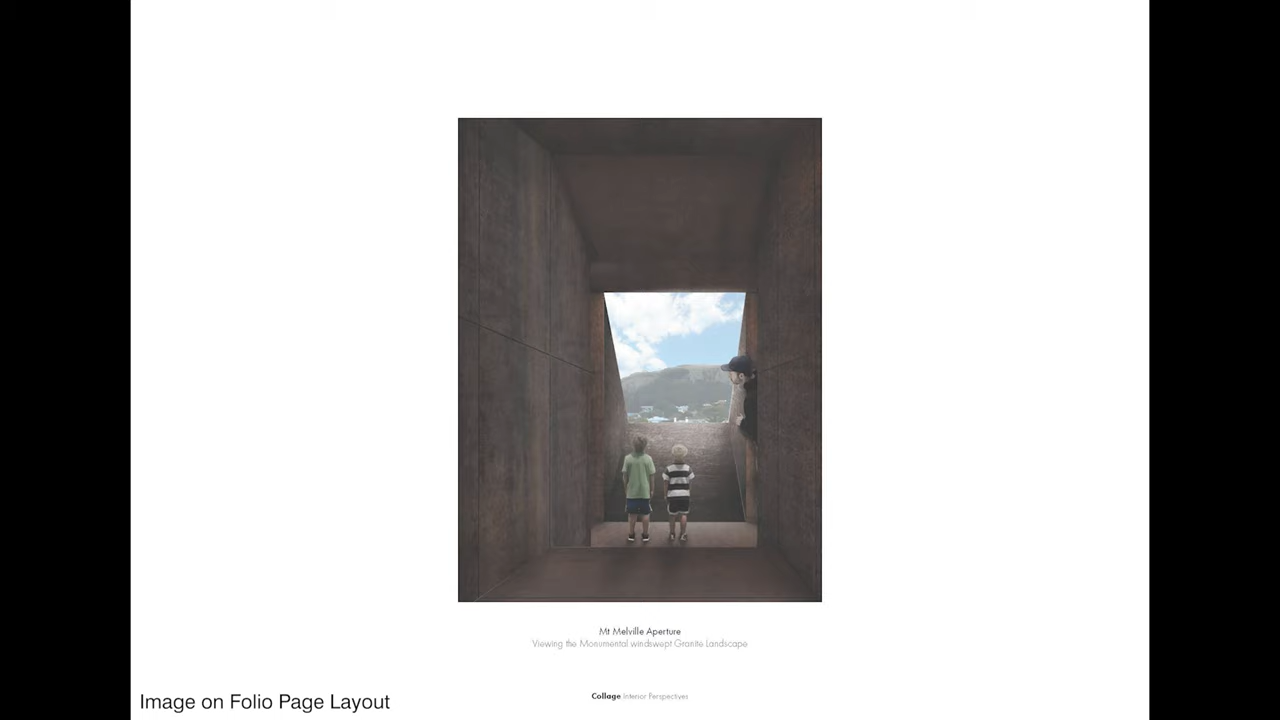 Mt Melville Aperture
Viewing the Monumental windswept Granite Landscape
Collage Interior Perspectives
Image on Folio Page Layout